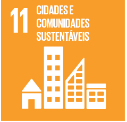 11 CIDADES E
COMUNIDADES
SUSTENTÁVEIS